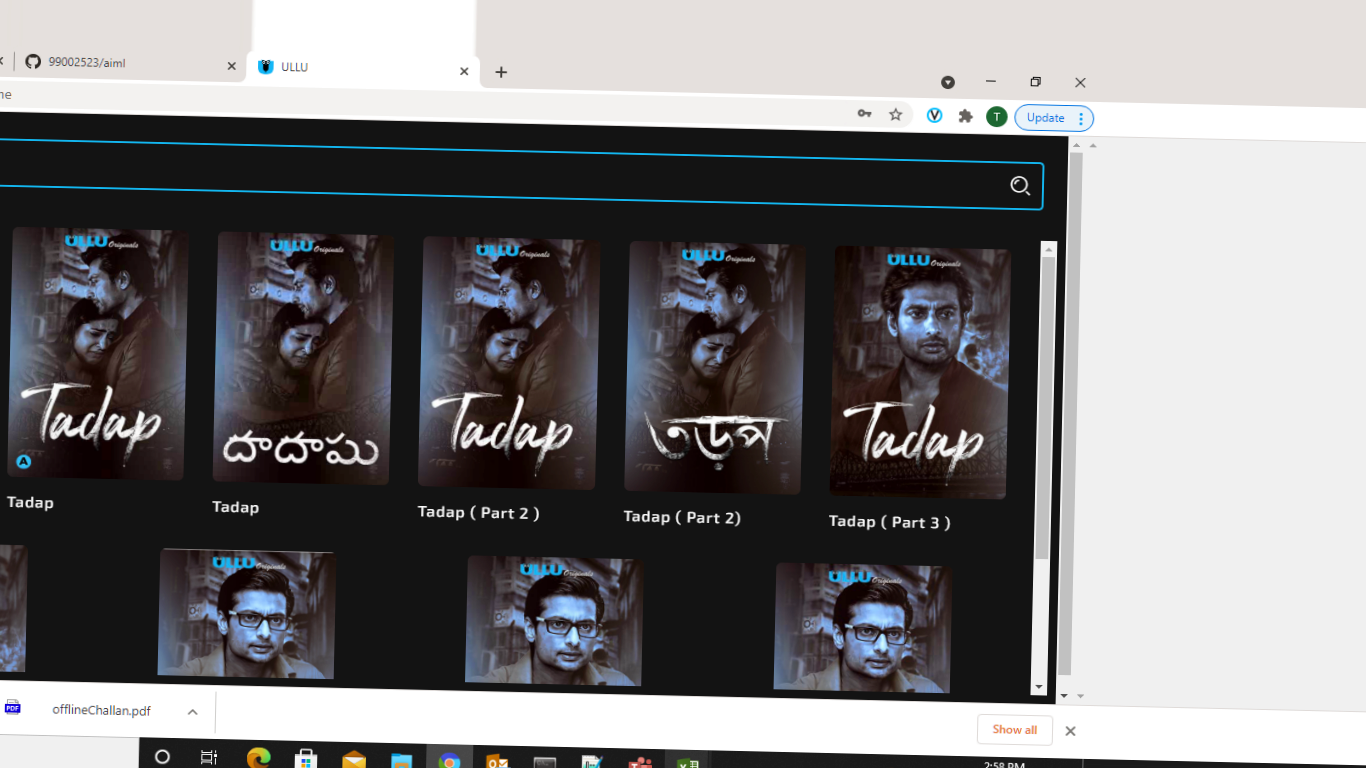 99002523/aiml
ULLU
T
Update
ULLU Originals
Tadap
A
Tadap
ULLU Originals
దాదాపు
Tadap
ULLU Originals
Tadap
Tadap ( Part 2 )
ULLU Originals
তড়প
Tadap ( Part 2)
ULLU Originals
Tadap
Tadap ( Part 3 )
ULLU Originals
ULLU Originals
ULLU Originals
PDF
offlineChallan.pdf
Show all
2:58 PM